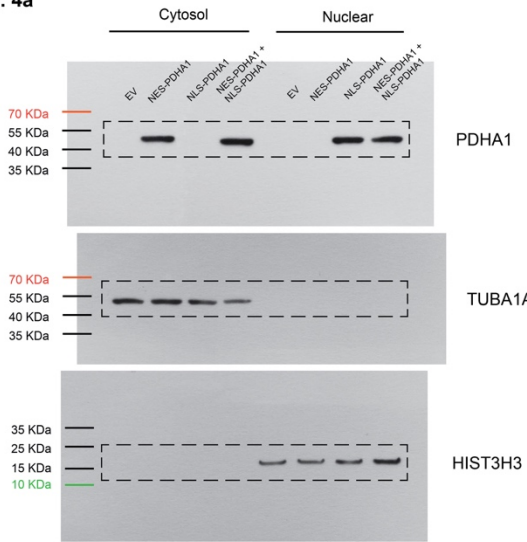 . 4a
Cytosol
Nuclear
EV
NES-PDHA1
NLS-PDHA1
NES-PDHA1 +
NLS-PDHA1
EV
NES-PDHA1
NLS-PDHA1
NES-PDHA1 +
NLS-PDHA1
70 KDa
55 KDa
40 KDa
35 KDa
PDHA1
70 KDa
55 KDa
40 KDa
35 KDa
TUBA1A
35 KDa
25 KDa
15 KDa
10 KDa
HIST3H3